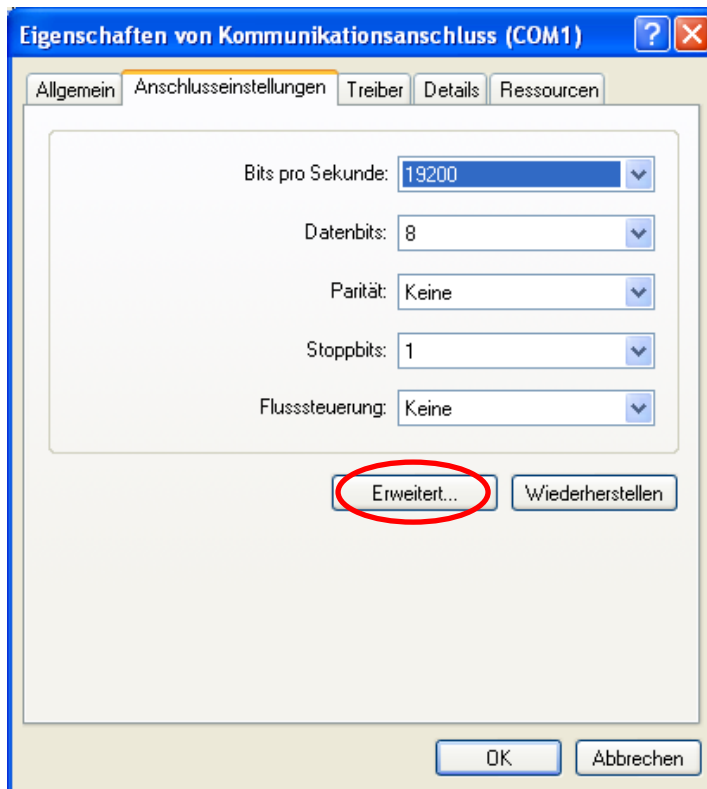 Eigenschaften von Kommunikationsanschluss (COM1)
Allgemein Anschlusseinstellungen Treiber Details Ressourcen
Bits pro Sekunde: 19200
Datenbits: 8
Parität: Keine
Stoppbits: 1
Flusssteuerung: Keine
Erweitert... Wiederherstellen
OK Abbrechen